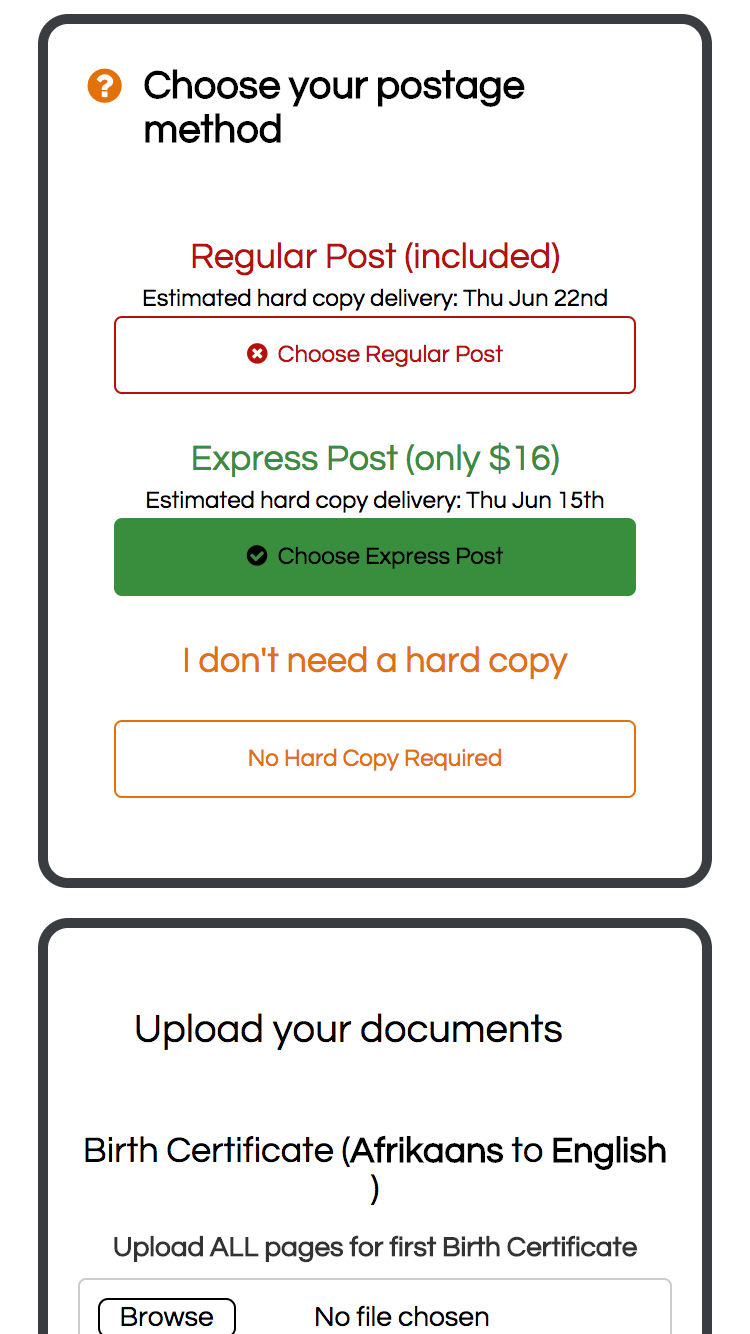 Choose your postage
method
Regular Post (included)
Estimated hard copy delivery: Thu Jun 22nd
Choose Regular Post
Express Post (only $16)
Estimated hard copy delivery: Thu Jun 15th
Choose Express Post
I don't need a hard copy
No Hard Copy Required
Upload your documents
Birth Certificate (Afrikaans to English
)
Upload ALL pages for first Birth Certificate
Browse No file chosen